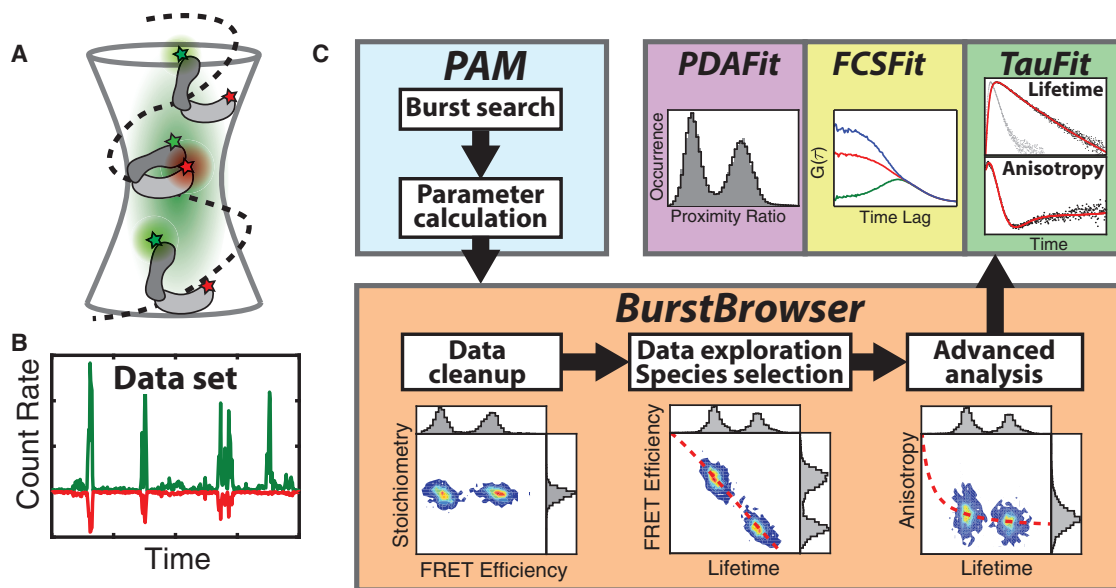 A
B
Data set
Count Rate
Time
C
PAM
Burst search
Parameter
calculation
PDAFit
Occurrence
Proximity Ratio
FCSFit
G(τ)
Time Lag
TauFit
Lifetime
Anisotropy
Time
BurstBrowser
Data
cleanup
Data exploration
Species selection
Advanced
analysis
Stoichiometry
FRET Efficiency
FRET Efficiency
Lifetime
Anisotropy
Lifetime